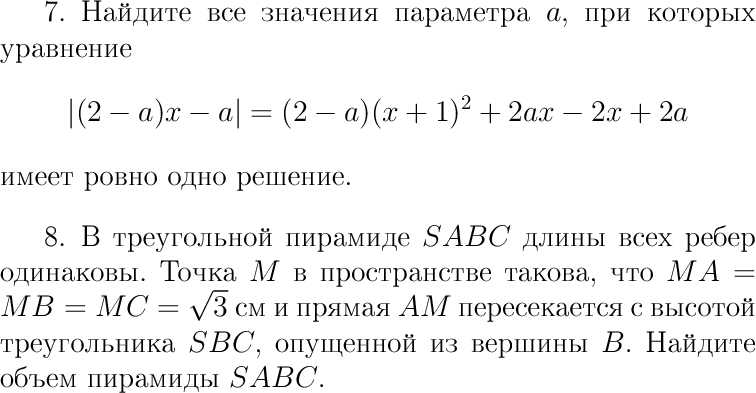 7. Найдите все значения параметра a, при которых
уравнение
|(2 − a)x − a| = (2 − a)(x + 1)² + 2ax − 2x + 2a
имеет ровно одно решение.
8. В треугольной пирамиде SABC длины всех ребер
одинаковы. Точка M в пространстве такова, что MA =
MB = MC = √3 см и прямая AM пересекается с высотой
треугольника SBC, опущенной из вершины B. Найдите
объем пирамиды SABC.